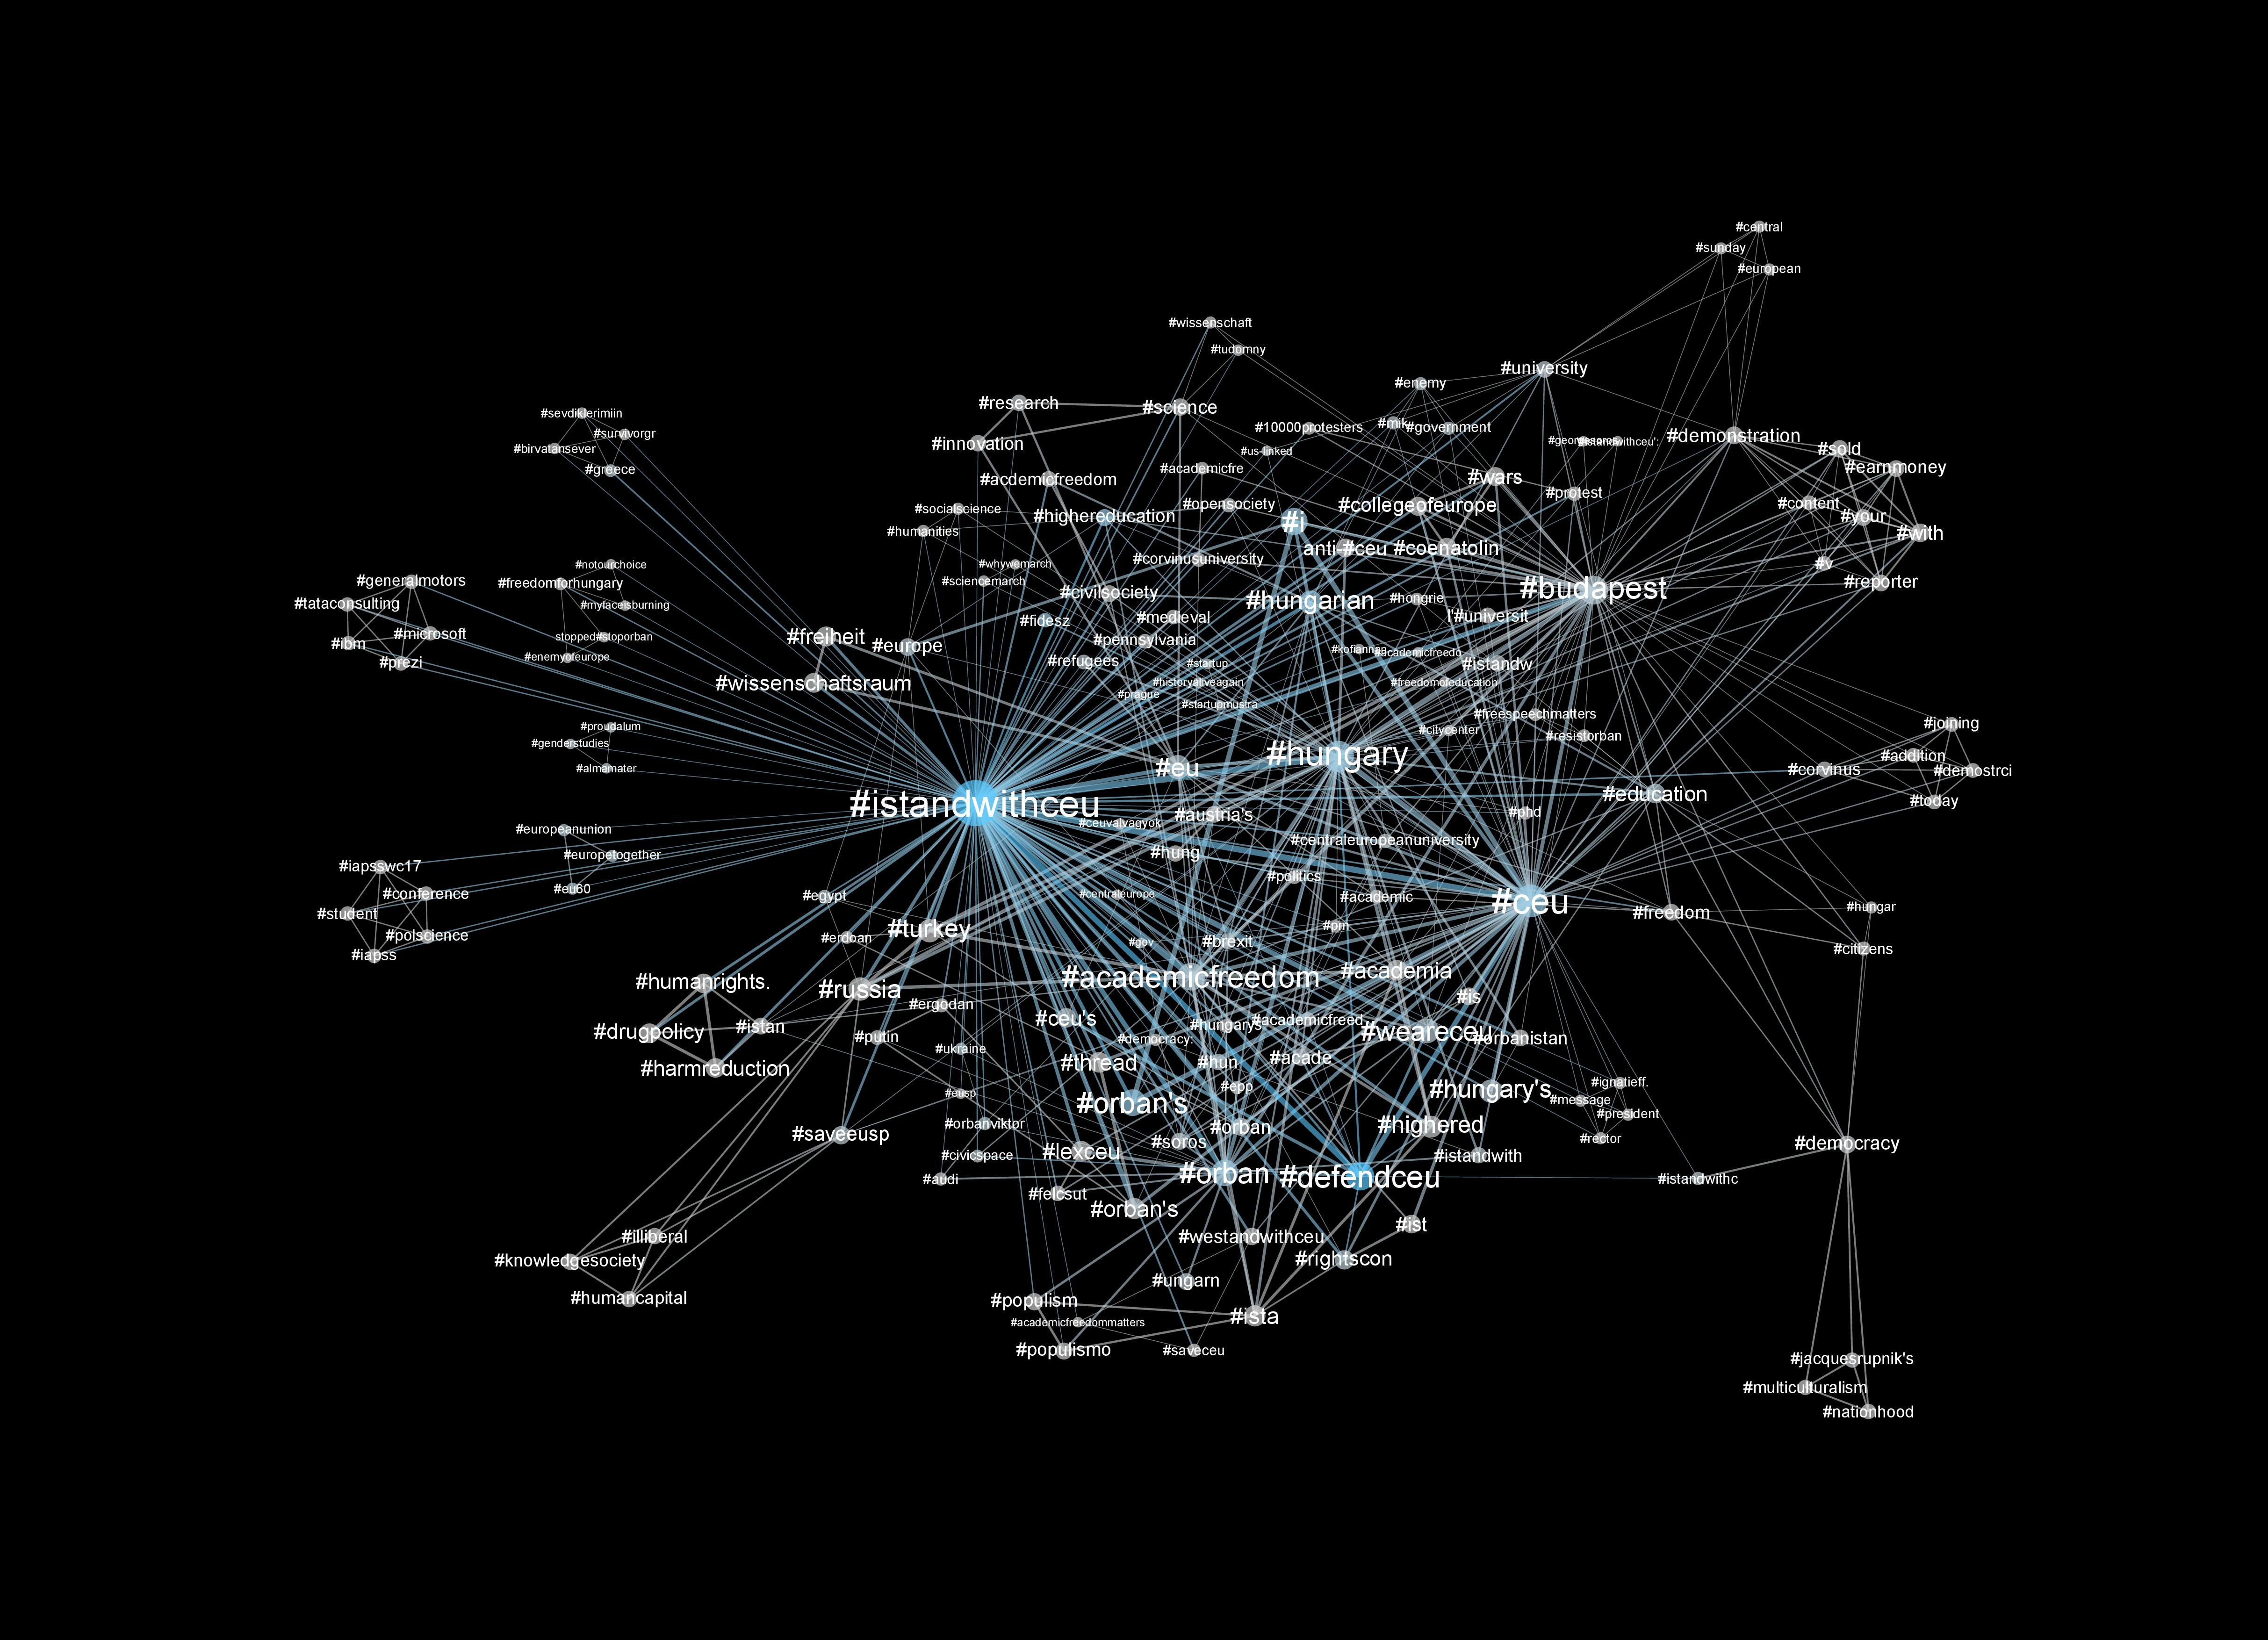 #central
#sunday
#european
#wissenschaft
#tudomny
#university
#enemy
#research
#science
#sevdiklerimiin
#survivorgr
#birvatansever
#greece
#innovation
#10000protesters
#mik
#government
#demonstration
#us-linked
#istandwithceu':
#sold
#earnmoney
#academicfre
#acdemicfreedom
#wars
#protest
#opensociety
#collegeofeurope
#content
#your
#socialscience
#highereducation
#i
#humanities
#with
anti-#ceu
#coenatolin
#corvinusuniversity
#notourchoice
#whywemarch
#v
#generalmotors
#freedomforhungary
#sciencemarch
#reporter
#budapest
#civilsociety
#tataconsulting
#myfaceisburning
#hungarian
#hongrie
#medieval
l'#universit
#fidesz
#microsoft
#freiheit
stopped#stoporban
#ibm
#europe
#pennsylvania
#kofiannan
#academicfreedo
#enemyofeurope
#prezi
#refugees
#startup
#istandw
#wissenschaftsraum
#historyaliveagain
#freedomofeducation
#prague
#startupmustra
#freespeechmatters
#joining
#proudalum
#citycenter
#resistorban
#genderstudies
#hungary
#addition
#almamater
#eu
#corvinus
#demostrci
#education
#today
#istandwithceu
#austria's
#phd
#ceuvalvagyok
#europeanunion
#centraleuropeanuniversity
#europetogether
#hung
#iapsswc17
#politics
#eu60
#conference
#egypt
#centraleurope
#academic
#ceu
#student
#freedom
#hungar
#turkey
#pm
#polscience
#erdoan
#gov
#brexit
#citizens
#iapss
#academicfreedom
#academia
#humanrights.
#russia
#is
#ergodan
#ceu's
#hungarys
#academicfreed
#drugpolicy
#istan
#putin
#democracy:
#weareceu
#orbanistan
#ukraine
#thread
#hun
#acade
#harmreduction
#epp
#ignatieff.
#eusp
#orban's
#hungary's
#message
#president
#orbanviktor
#orban
#highered
#saveeusp
#rector
#soros
#democracy
#civicspace
#lexceu
#istandwith
#audi
#orban
#defendceu
#istandwithc
#felcsut
#orban's
#ist
#illiberal
#westandwithceu
#knowledgesociety
#rightscon
#ungarn
#humancapital
#populism
#ista
#academicfreedommatters
#populismo
#saveceu
#jacquesrupnik's
#multiculturalism
#nationhood